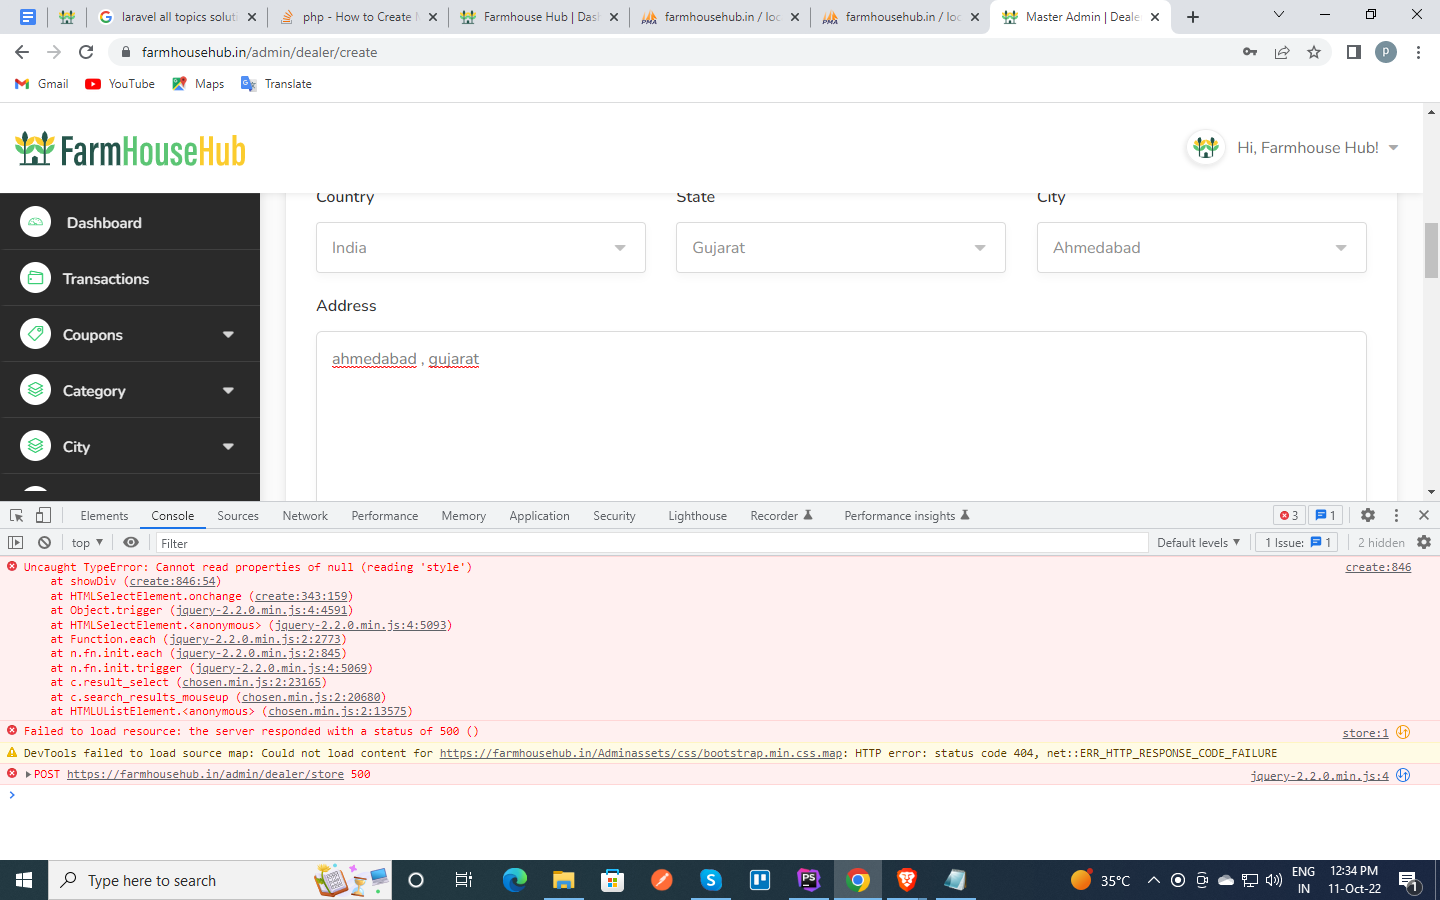 laravel all topics soluti
php - How to Create M
Farmhouse Hub | Dash
farmhousehub.in / loc
farmhousehub.in / loc
Master Admin | Deale
farmhousehub.in/admin/dealer/create
P
Gmail
YouTube
Maps
Translate
FarmHouseHub
Hi, Farmhouse Hub!
Dashboard
Transactions
Coupons
Category
City
Country
State
City
India
Gujarat
Ahmedabad
Address
ahmedabad , gujarat
Elements Console Sources Network Performance Memory Application Security Lighthouse Recorder Performance insights 3 1
top Filter Default levels 1 Issue: 1 2 hidden
Uncaught TypeError: Cannot read properties of null (reading 'style') create:846
at showDiv (create:846:54)
at HTMLSelectElement.onchange (create:343:159)
at Object.trigger (jquery-2.2.0.min.js:4:4591)
at HTMLSelectElement.<anonymous> (jquery-2.2.0.min.js:4:5093)
at Function.each (jquery-2.2.0.min.js:2:2773)
at n.fn.init.each (jquery-2.2.0.min.js:2:845)
at n.fn.init.trigger (jquery-2.2.0.min.js:4:5069)
at c.result_select (chosen.min.js:2:23165)
at c.search_results_mouseup (chosen.min.js:2:20680)
at HTMLUListElement.<anonymous> (chosen.min.js:2:13575)
Failed to load resource: the server responded with a status of 500 () store:1
DevTools failed to load source map: Could not load content for https://farmhousehub.in/Adminassets/css/bootstrap.min.css.map: HTTP error: status code 404, net::ERR_HTTP_RESPONSE_CODE_FAILURE
POST https://farmhousehub.in/admin/dealer/store 500 jquery-2.2.0.min.js:4
Type here to search
35°C
ENG
IN
12:34 PM
11-Oct-22
1